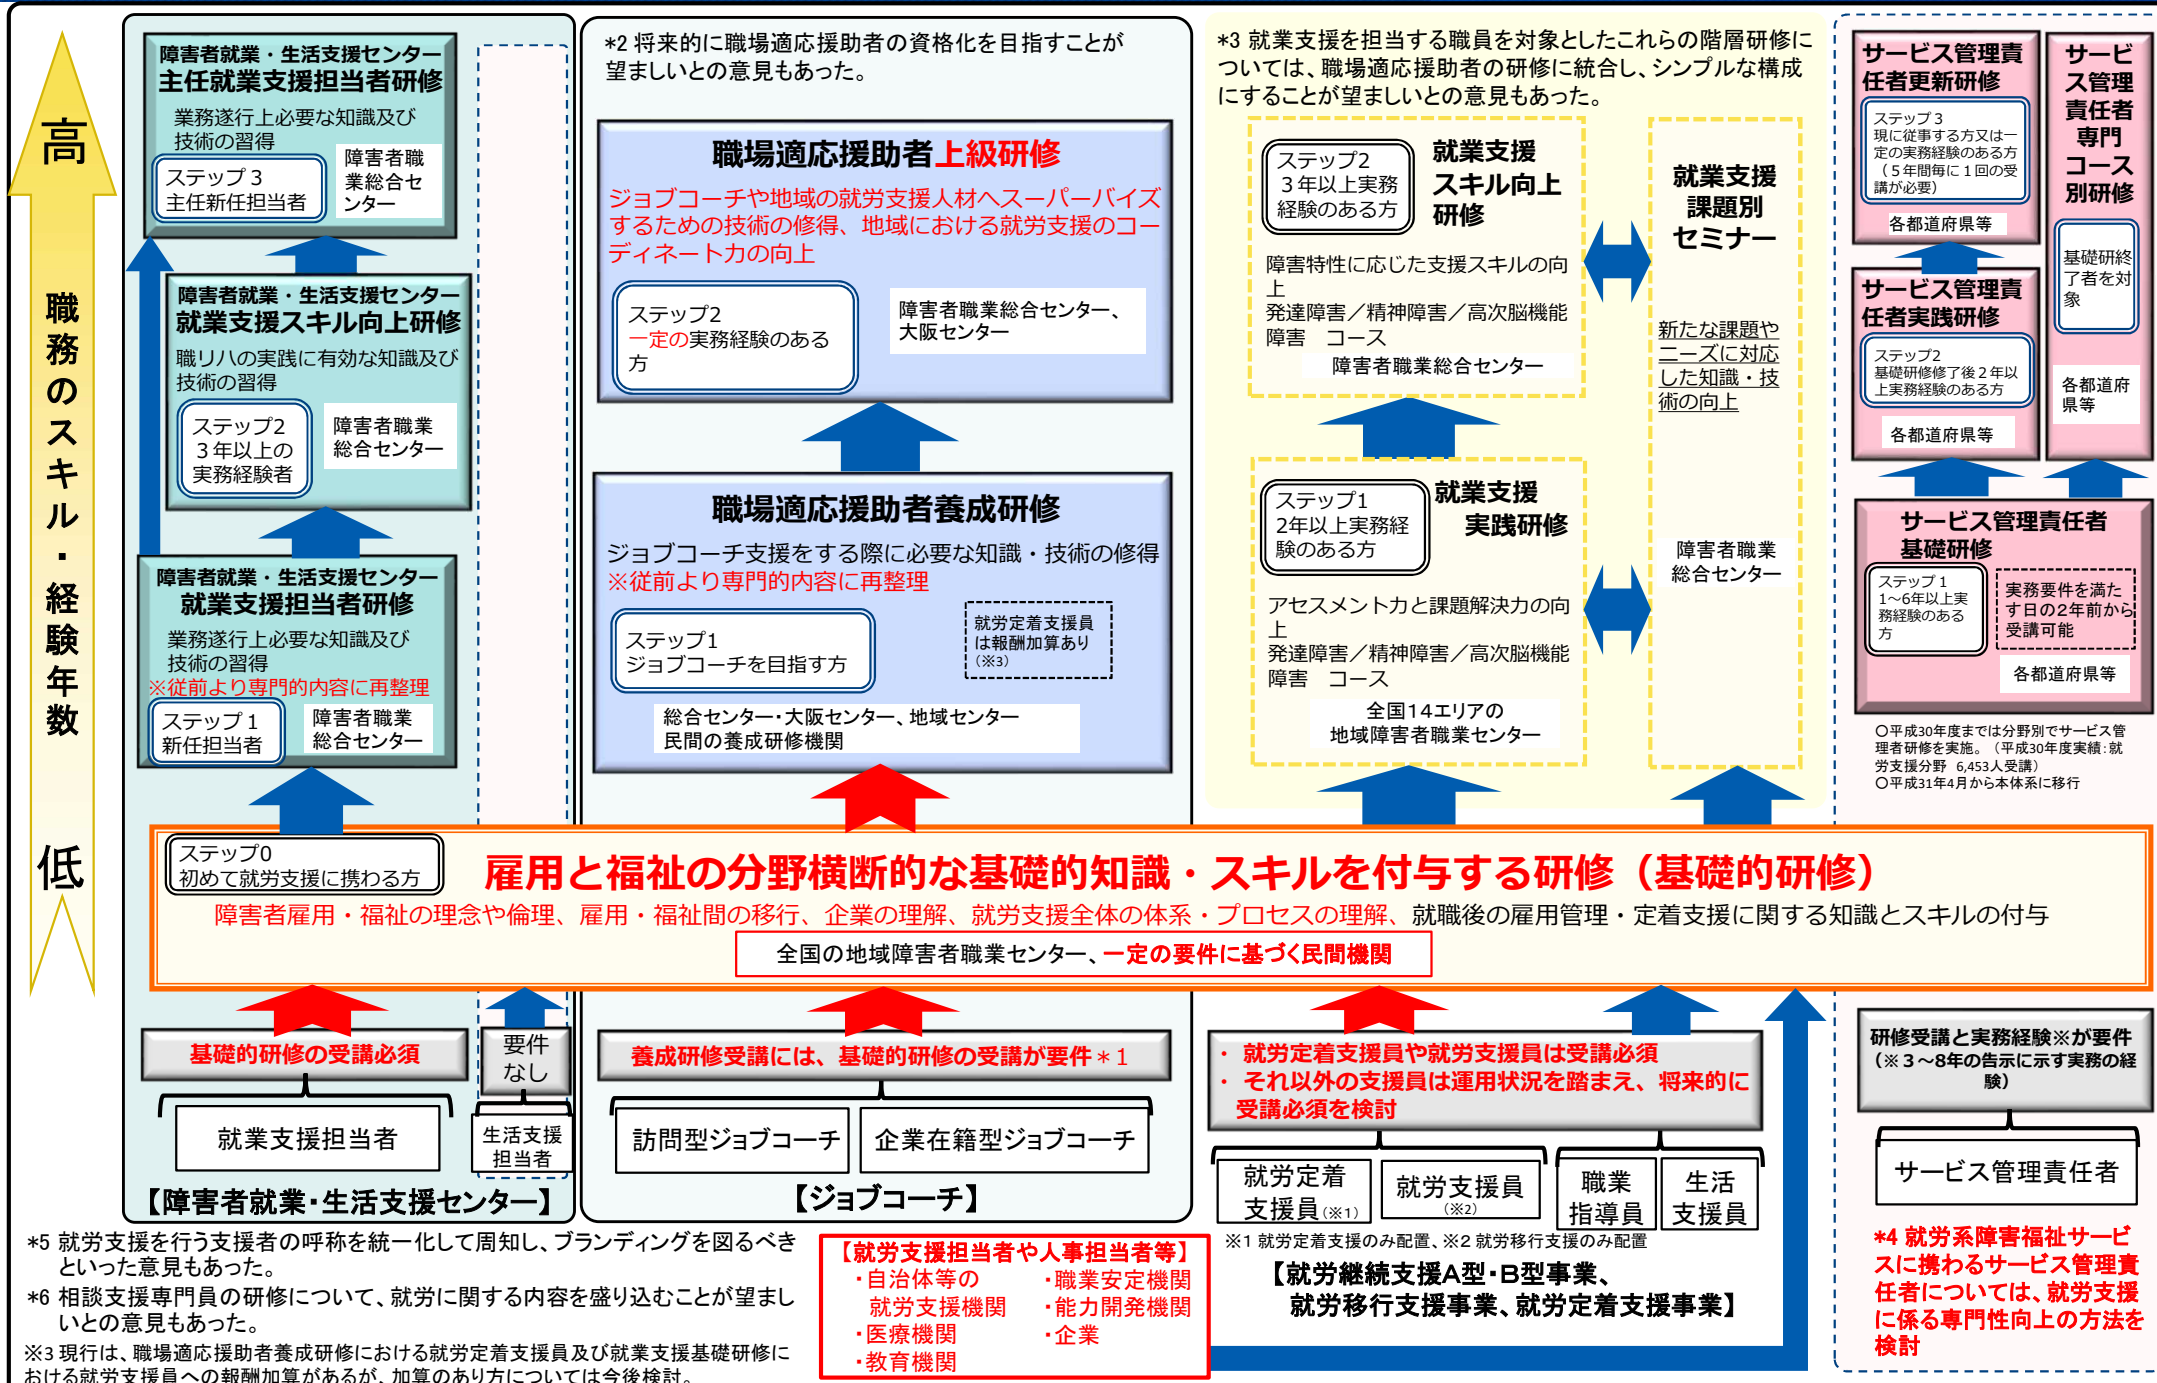 高
職務のスキル・経験年数
低
障害者就業・生活支援センター
主任就業支援担当者研修
業務遂行上必要な知識及び
技術の習得
ステップ３
主任新任担当者
障害者職
業総合セ
ンター
障害者就業・生活支援センター
就業支援スキル向上研修
職リハの実践に有効な知識及び
技術の習得
ステップ2
３年以上の
実務経験者
障害者職業
総合センター
障害者就業・生活支援センター
就業支援担当者研修
業務遂行上必要な知識及び
技術の習得
※従前より専門的内容に再整理
ステップ１
新任担当者
障害者職業
総合センター
*2 将来的に職場適応援助者の資格化を目指すことが
望ましいとの意見もあった。
職場適応援助者上級研修
ジョブコーチや地域の就労支援人材へスーパーバイズ
するための技術の修得、地域における就労支援のコー
ディネート力の向上
ステップ2
一定の実務経験のある
方
障害者職業総合センター、
大阪センター
職場適応援助者養成研修
ジョブコーチ支援をする際に必要な知識・技術の修得
※従前より専門的内容に再整理
ステップ1
ジョブコーチを目指す方
就労定着支援員
は報酬加算あり
（※3）
総合センター・大阪センター、地域センター
民間の養成研修機関
*3 就業支援を担当する職員を対象としたこれらの階層研修に
ついては、職場適応援助者の研修に統合し、シンプルな構成
にすることが望ましいとの意見もあった。
ステップ2
３年以上実務
経験のある方
就業支援
スキル向上
研修
障害特性に応じた支援スキルの向
上
発達障害／精神障害／高次脳機能
障害　コース
障害者職業総合センター
ステップ1
2年以上実務経
験のある方
就業支援
実践研修
アセスメント力と課題解決力の向
上
発達障害／精神障害／高次脳機能
障害　コース
全国14エリアの
地域障害者職業センター
就業支援
課題別
セミナー
新たな課題や
ニーズに対応
した知識・技
術の向上
障害者職業
総合センター
サービス管理責
任者更新研修
ステップ３
現に従事する方又は一
定の実務経験のある方
（５年間毎に１回の受
講が必要）
各都道府県等
サービス管理責
任者実践研修
ステップ2
基礎研修修了後２年以
上実務経験のある方
各都道府県等
サービ
ス管理
責任者
専門
コース
別研修
基礎研終
了者を対
象
各都道府
県等
サービス管理責任者
基礎研修
ステップ１
1～6年以上実
務経験のある
方
実務要件を満た
す日の2年前から
受講可能
各都道府県等
○平成30年度までは分野別でサービス管
理者研修を実施。（平成30年度実績：就
労支援分野 6,453人受講）
○平成31年4月から本体系に移行
ステップ0
初めて就労支援に携わる方
雇用と福祉の分野横断的な基礎的知識・スキルを付与する研修（基礎的研修）
障害者雇用・福祉の理念や倫理、雇用・福祉間の移行、企業の理解、就労支援全体の体系・プロセスの理解、就職後の雇用管理・定着支援に関する知識とスキルの付与
全国の地域障害者職業センター、一定の要件に基づく民間機関
基礎的研修の受講必須
要件
なし
就業支援担当者
生活支援
担当者
【障害者就業・生活支援センター】
養成研修受講には、基礎的研修の受講が要件＊1
訪問型ジョブコーチ
企業在籍型ジョブコーチ
【ジョブコーチ】
・ 就労定着支援員や就労支援員は受講必須
・ それ以外の支援員は運用状況を踏まえ、将来的に
受講必須を検討
就労定着
支援員（※1）
就労支援員
（※2）
職業
指導員
生活
支援員
※1 就労定着支援のみ配置、※2 就労移行支援のみ配置
【就労継続支援A型・B型事業、
就労移行支援事業、就労定着支援事業】
研修受講と実務経験※が要件
（※３～8年の告示に示す実務の経
験）
サービス管理責任者
*4 就労系障害福祉サービ
スに携わるサービス管理責
任者については、就労支援
に係る専門性向上の方法を
検討
*5 就労支援を行う支援者の呼称を統一化して周知し、ブランディングを図るべき
といった意見もあった。
*6 相談支援専門員の研修について、就労に関する内容を盛り込むことが望まし
いとの意見もあった。
※3 現行は、職場適応援助者養成研修における就労定着支援員及び就業支援基礎研修に
おける就労支援員への報酬加算があるが、加算のあり方については今後検討。
【就労支援担当者や人事担当者等】
・自治体等の
就労支援機関
・医療機関
・教育機関
・職業安定機関
・能力開発機関
・企業